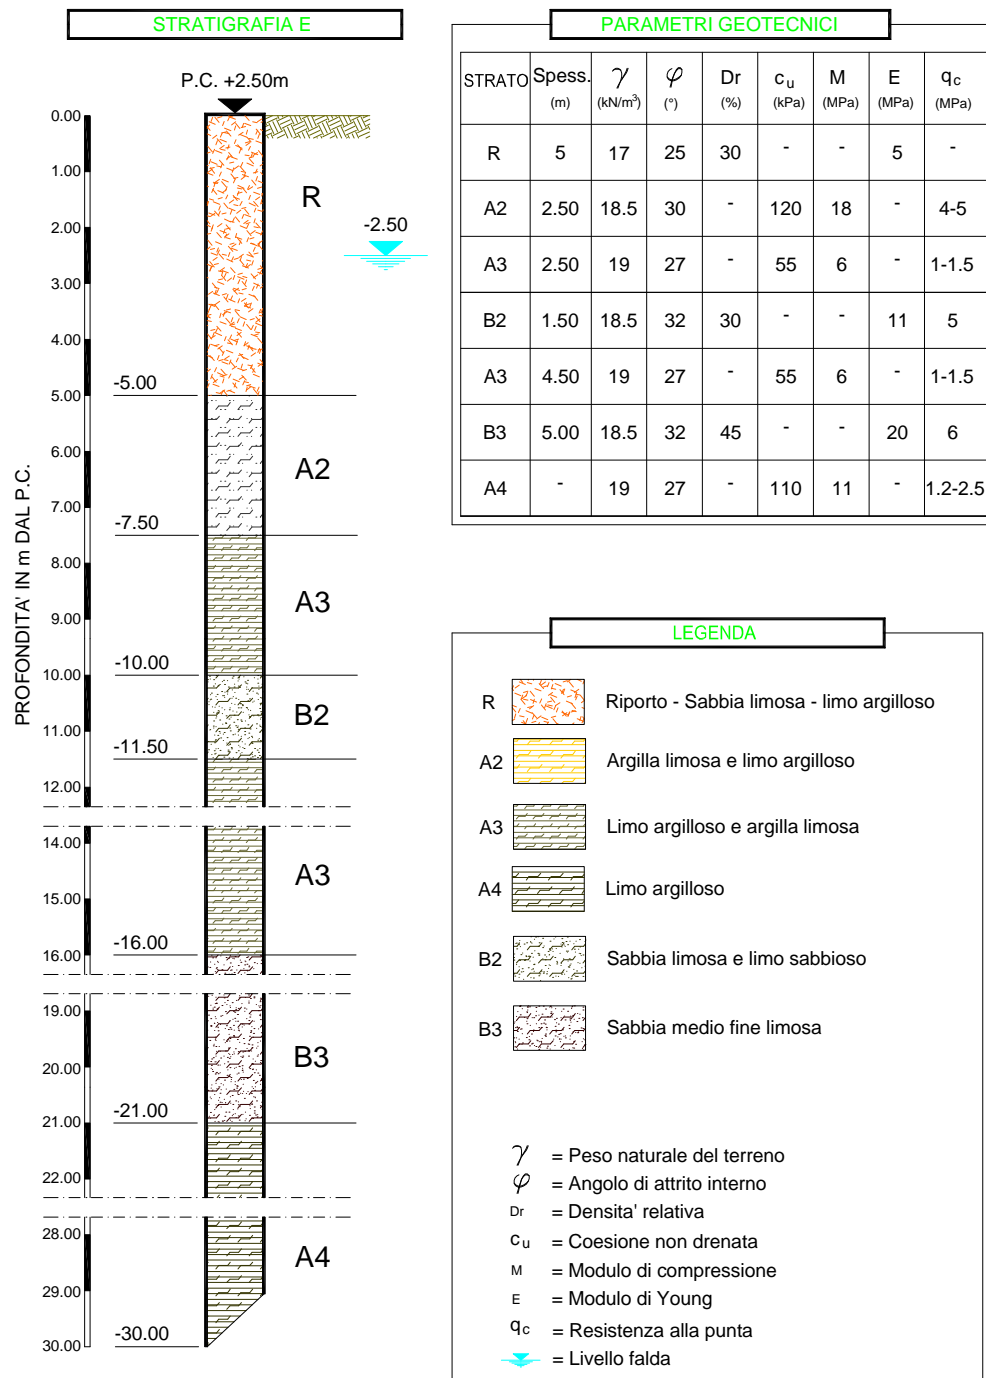 STRATIGRAFIA E
P.C. +2.50m
0.00
1.00
2.00
3.00
4.00
5.00
6.00
7.00
8.00
9.00
10.00
11.00
12.00
14.00
15.00
16.00
19.00
20.00
21.00
22.00
28.00
29.00
30.00
PROFONDITA' IN m DAL P.C.
-5.00
-7.50
-10.00
-11.50
-16.00
-21.00
-30.00
R
-2.50
A2
A3
B2
A3
B3
A4
PARAMETRI GEOTECNICI
STRATO Spess. (m) γ (kN/m³) φ (°) Dr (%) cu (kPa) M (MPa) E (MPa) qc (MPa)
R 5 17 25 30 - - 5 -
A2 2.50 18.5 30 - 120 18 - 4-5
A3 2.50 19 27 - 55 6 - 1-1.5
B2 1.50 18.5 32 30 - - 11 5
A3 4.50 19 27 - 55 6 - 1-1.5
B3 5.00 18.5 32 45 - - 20 6
A4 - 19 27 - 110 11 - 1.2-2.5
LEGENDA
R Riporto - Sabbia limosa - limo argilloso
A2 Argilla limosa e limo argilloso
A3 Limo argilloso e argilla limosa
A4 Limo argilloso
B2 Sabbia limosa e limo sabbioso
B3 Sabbia medio fine limosa
γ = Peso naturale del terreno
φ = Angolo di attrito interno
Dr = Densita' relativa
cu = Coesione non drenata
M = Modulo di compressione
E = Modulo di Young
qc = Resistenza alla punta
= Livello falda